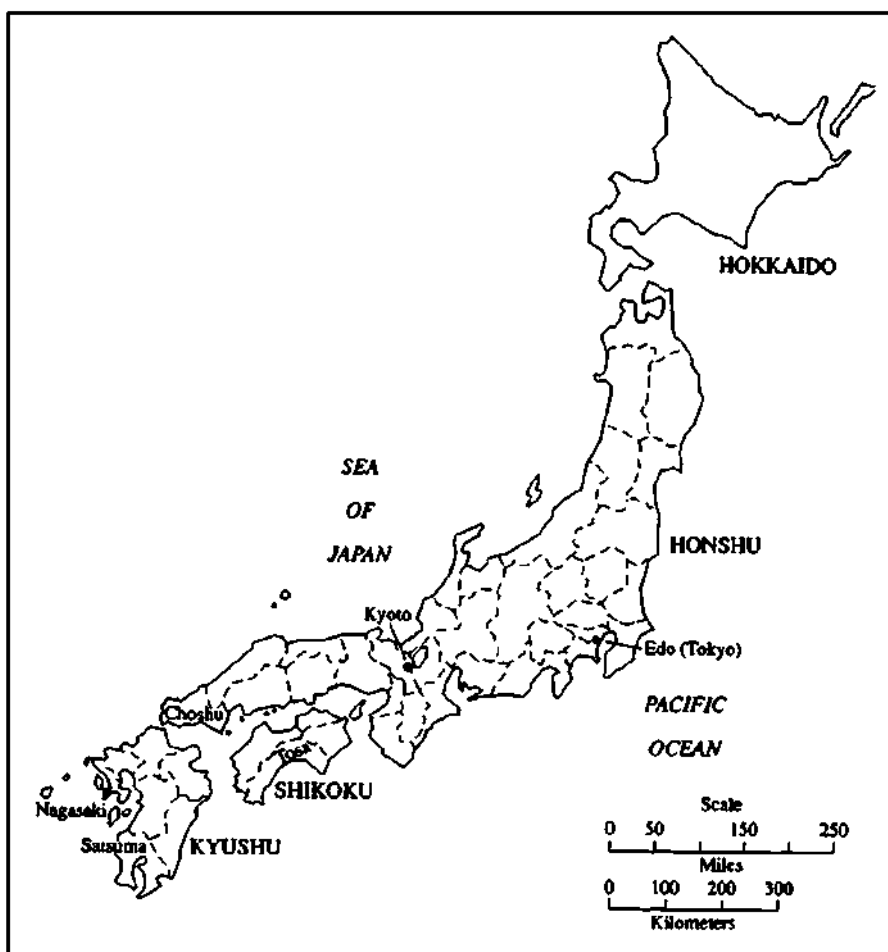 HOKKAIDO
SEA
OF
JAPAN
HONSHU
Kyoto
Edo (Tokyo)
Choshu
PACIFIC
OCEAN
Tosa
SHIKOKU
Nagasaki
Satsuma
KYUSHU
Scale
0 50 150 250
Miles
0 100 200 300
Kilometers